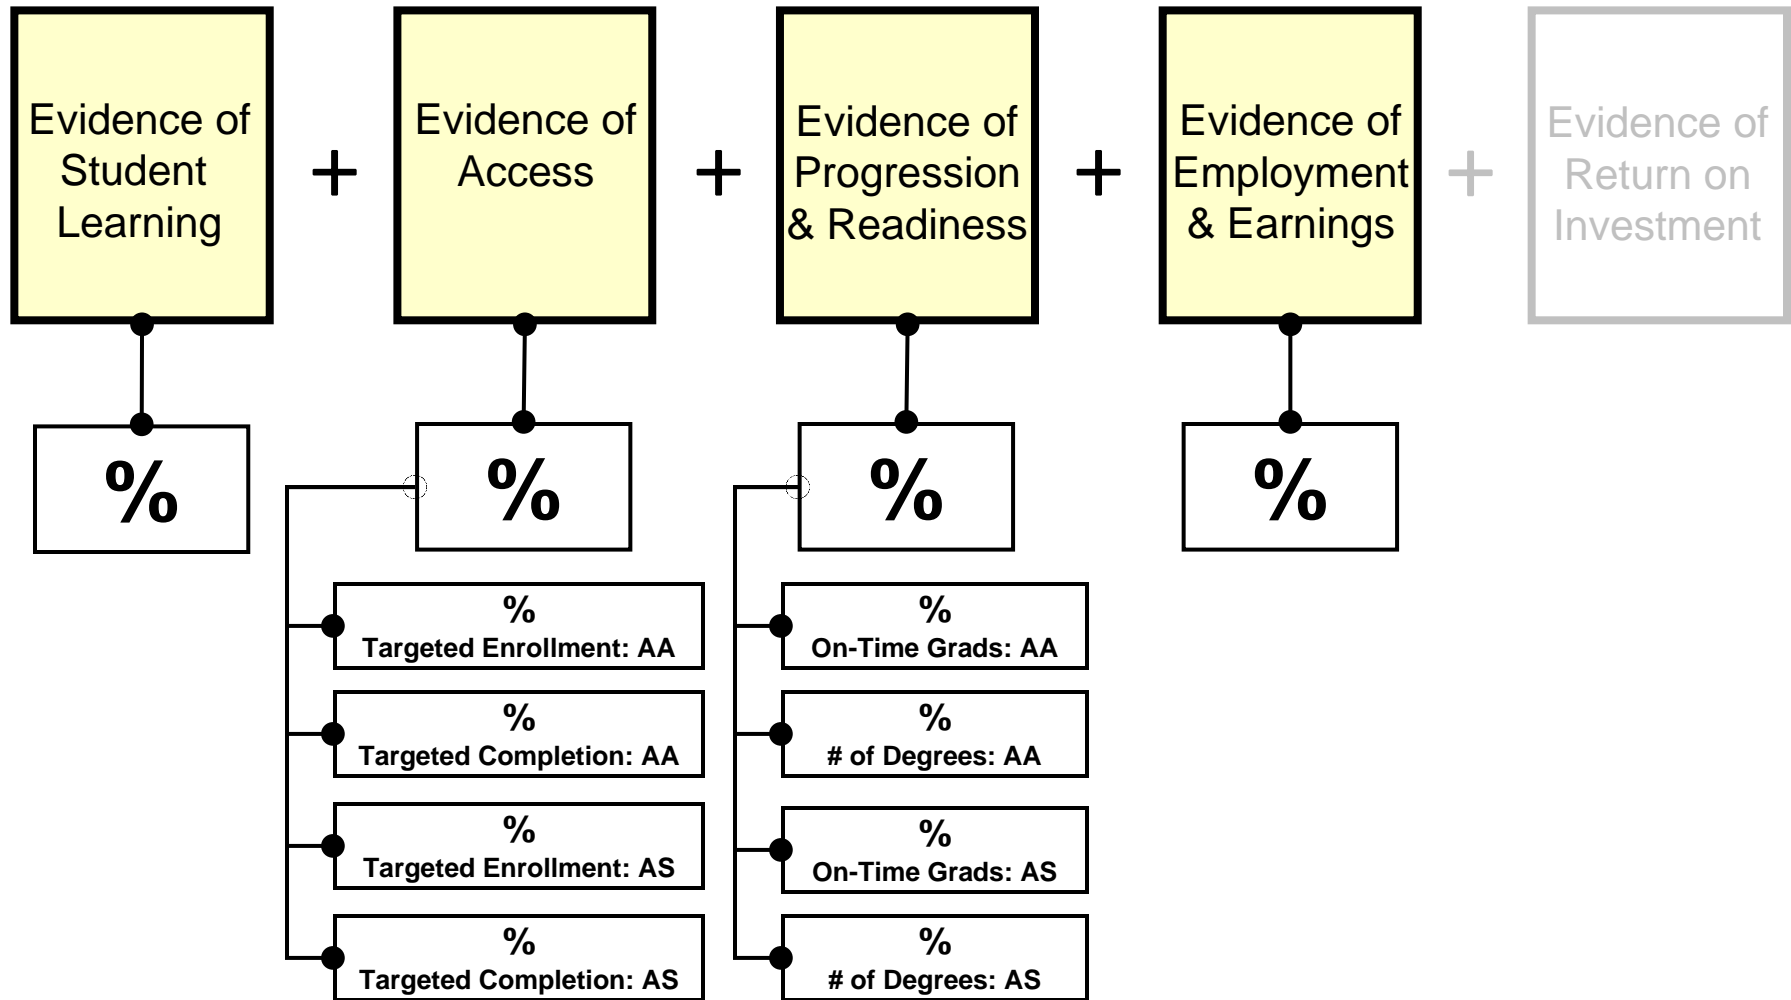 Evidence of
Student
Learning
+
Evidence of
Access
+
Evidence of
Progression
& Readiness
+
Evidence of
Employment
& Earnings
+
Evidence of
Return on
Investment
%
%
%
%
%
Targeted Enrollment: AA
%
Targeted Completion: AA
%
Targeted Enrollment: AS
%
Targeted Completion: AS
%
On-Time Grads: AA
%
# of Degrees: AA
%
On-Time Grads: AS
%
# of Degrees: AS